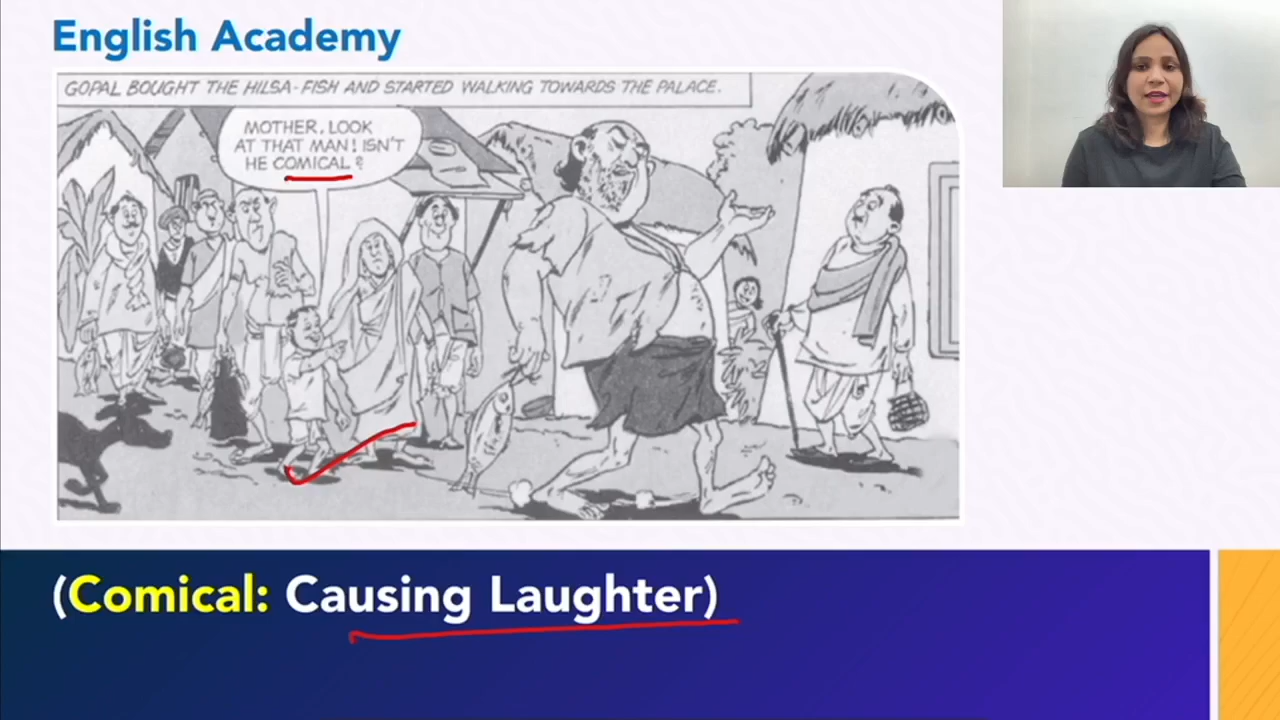 English Academy
GOPAL BOUGHT THE HILSA-FISH AND STARTED WALKING TOWARDS THE PALACE.
MOTHER, LOOK
AT THAT MAN! ISN'T
HE COMICAL?
(Comical: Causing Laughter)